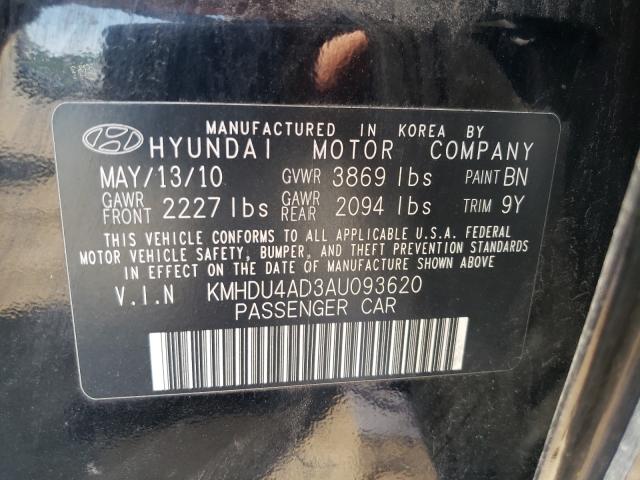 MANUFACTURED IN KOREA BY
HYUNDAI MOTOR COMPANY
MAY/13/10 GVWR 3869 lbs PAINT BN
GAWR FRONT 2227 lbs GAWR REAR 2094 lbs TRIM 9Y
THIS VEHICLE CONFORMS TO ALL APPLICABLE U.S.A. FEDERAL
MOTOR VEHICLE SAFETY, BUMPER, AND THEFT PREVENTION STANDARDS
IN EFFECT ON THE DATE OF MANUFACTURE SHOWN ABOVE
V.I.N KMHDU4AD3AU093620
PASSENGER CAR